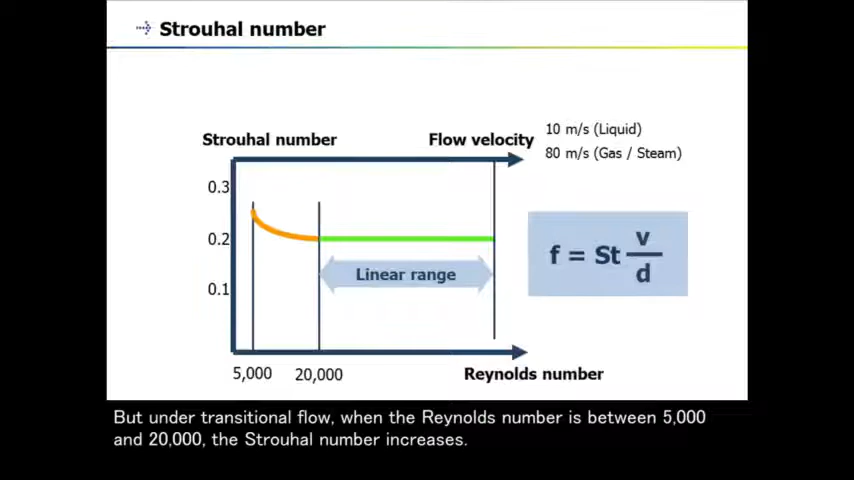 Strouhal number
Strouhal number
Flow velocity
10 m/s (Liquid)
80 m/s (Gas / Steam)
0.3
0.2
0.1
Linear range
f = St v
d
5,000
20,000
Reynolds number
But under transitional flow, when the Reynolds number is between 5,000
and 20,000, the Strouhal number increases.